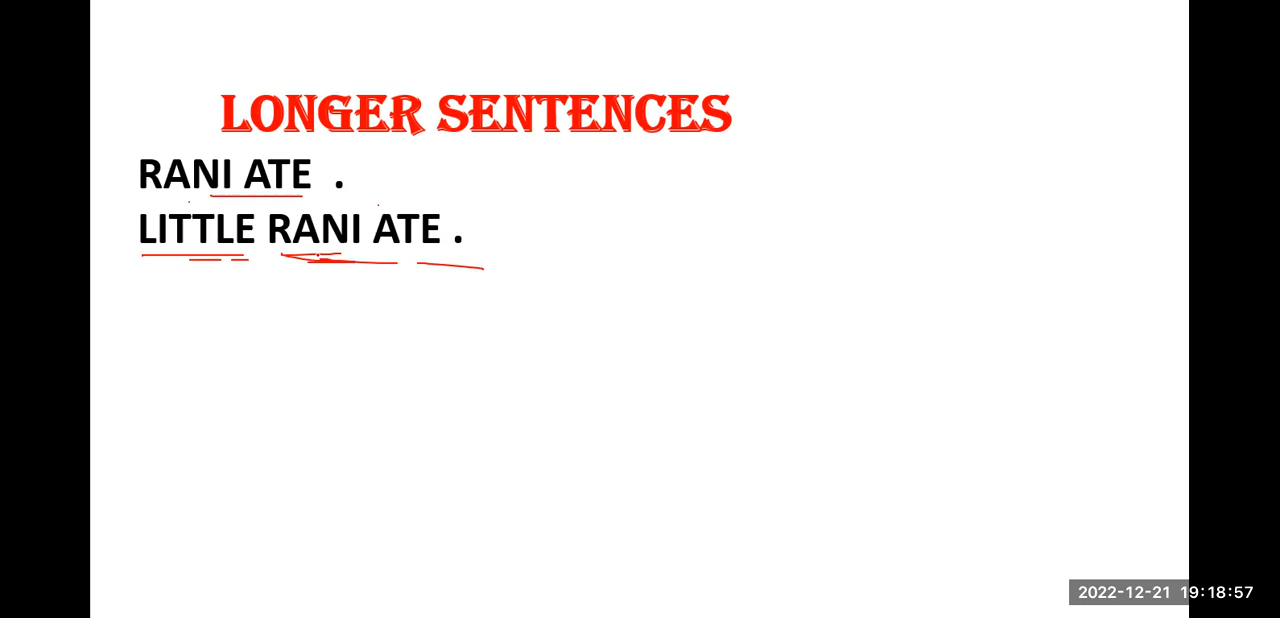 LONGER SENTENCES
RANI ATE .
LITTLE RANI ATE .
2022-12-21 19:18:57